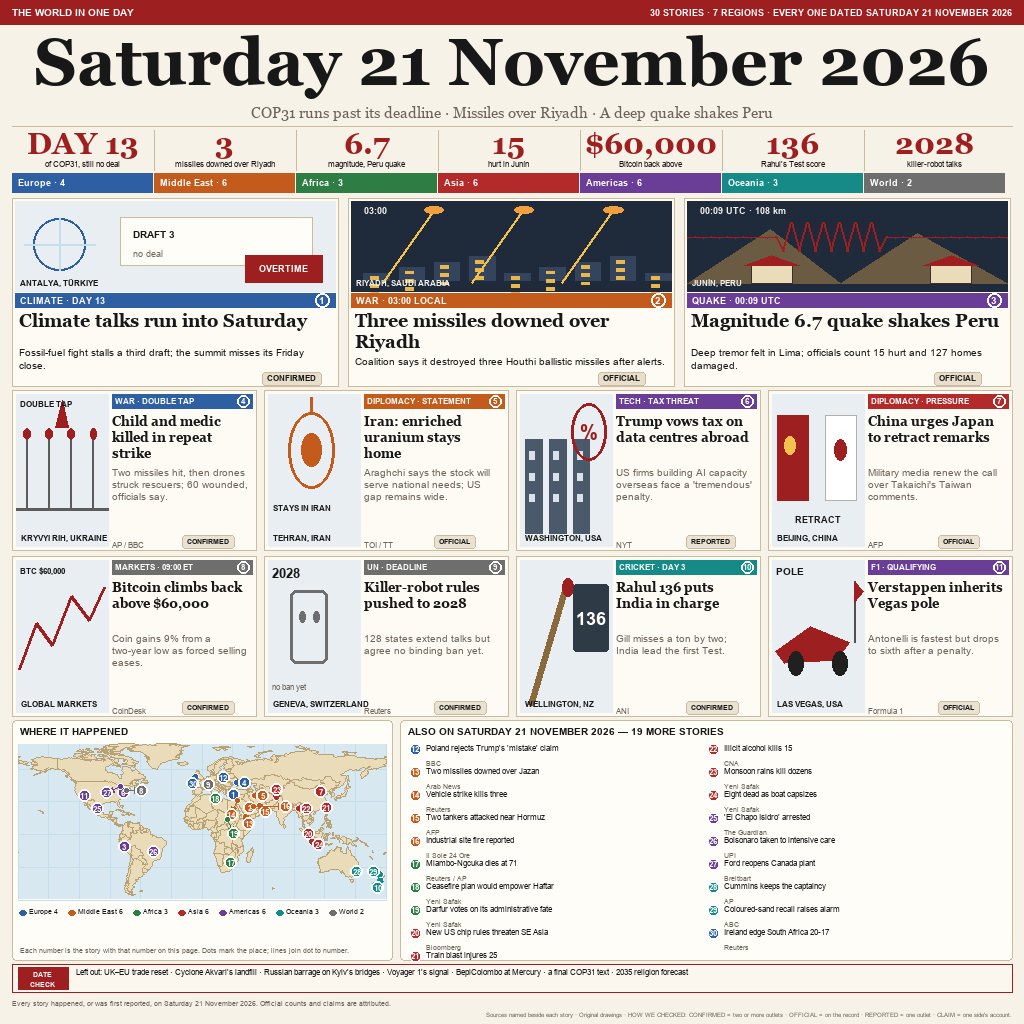 THE WORLD IN ONE DAY
30 STORIES · 7 REGIONS · EVERY ONE DATED SATURDAY 21 NOVEMBER 2026
Saturday 21 November 2026
COP31 runs past its deadline · Missiles over Riyadh · A deep quake shakes Peru
DAY 13
of COP31, still no deal
3
missiles downed over Riyadh
6.7
magnitude, Peru quake
15
hurt in Junín
$60,000
Bitcoin back above
136
Rahul's Test score
2028
killer-robot talks
Europe · 4
Middle East · 6
Africa · 3
Asia · 6
Americas · 6
Oceania · 3
World · 2
DRAFT 3
no deal
OVERTIME
ANTALYA, TÜRKIYE
CLIMATE · DAY 13
1
Climate talks run into Saturday
Fossil-fuel fight stalls a third draft; the summit misses its Friday
close.
CONFIRMED
03:00
RIYADH, SAUDI ARABIA
WAR · 03:00 LOCAL
2
Three missiles downed over
Riyadh
Coalition says it destroyed three Houthi ballistic missiles after alerts.
OFFICIAL
00:09 UTC · 108 km
JUNÍN, PERU
QUAKE · 00:09 UTC
3
Magnitude 6.7 quake shakes Peru
Deep tremor felt in Lima; officials count 15 hurt and 127 homes
damaged.
OFFICIAL
DOUBLE TAP
KRYVYI RIH, UKRAINE
WAR · DOUBLE TAP
4
Child and medic
killed in repeat
strike
Two missiles hit, then drones
struck rescuers; 60 wounded,
officials say.
AP / BBC
CONFIRMED
STAYS IN IRAN
TEHRAN, IRAN
DIPLOMACY · STATEMENT
5
Iran: enriched
uranium stays
home
Araghchi says the stock will
serve national needs; US
gap remains wide.
TOI / TT
OFFICIAL
%
WASHINGTON, USA
TECH · TAX THREAT
6
Trump vows tax on
data centres abroad
US firms building AI capacity
overseas face a 'tremendous'
penalty.
NYT
REPORTED
RETRACT
BEIJING, CHINA
DIPLOMACY · PRESSURE
7
China urges Japan
to retract remarks
Military media renew the call
over Takaichi's Taiwan
comments.
AFP
OFFICIAL
BTC $60,000
GLOBAL MARKETS
MARKETS · 09:00 ET
8
Bitcoin climbs back
above $60,000
Coin gains 9% from a
two-year low as forced selling
eases.
CoinDesk
CONFIRMED
2028
no ban yet
GENEVA, SWITZERLAND
UN · DEADLINE
9
Killer-robot rules
pushed to 2028
128 states extend talks but
agree no binding ban yet.
Reuters
CONFIRMED
136
WELLINGTON, NZ
CRICKET · DAY 3
10
Rahul 136 puts
India in charge
Gill misses a ton by two;
India lead the first Test.
ANI
CONFIRMED
POLE
LAS VEGAS, USA
F1 · QUALIFYING
11
Verstappen inherits
Vegas pole
Antonelli is fastest but drops
to sixth after a penalty.
Formula 1
OFFICIAL
WHERE IT HAPPENED
Europe 4
Middle East 6
Africa 3
Asia 6
Americas 6
Oceania 3
World 2
Each number is the story with that number on this page. Dots mark the place; lines join dot to number.
ALSO ON SATURDAY 21 NOVEMBER 2026 — 19 MORE STORIES
12 Poland rejects Trump's 'mistake' claim
BBC
13 Two missiles downed over Jazan
Arab News
14 Vehicle strike kills three
Reuters
15 Two tankers attacked near Hormuz
AFP
16 Industrial site fire reported
Il Sole 24 Ore
17 Mlambo-Ngcuka dies at 71
Reuters / AP
18 Ceasefire plan would empower Haftar
Yeni Safak
19 Darfur votes on its administrative fate
Yeni Safak
20 New US chip rules threaten SE Asia
Bloomberg
21 Train blast injures 25
22 Illicit alcohol kills 15
CNA
23 Monsoon rains kill dozens
Yeni Safak
24 Eight dead as boat capsizes
Yeni Safak
25 'El Chapo Isidro' arrested
The Guardian
26 Bolsonaro taken to intensive care
UPI
27 Ford reopens Canada plant
Breitbart
28 Cummins keeps the captaincy
AP
29 Coloured-sand recall raises alarm
ABC
30 Ireland edge South Africa 20-17
Reuters
DATE
CHECK
Left out: UK–EU trade reset · Cyclone Akvari's landfill · Russian barrage on Kyiv's bridges · Voyager 1's signal · BepiColombo at Mercury · a final COP31 text · 2035 religion forecast
Every story happened, or was first reported, on Saturday 21 November 2026. Official counts and claims are attributed.
Sources named beside each story · Original drawings · HOW WE CHECKED: CONFIRMED = two or more outlets · OFFICIAL = on the record · REPORTED = one outlet · CLAIM = one side's account.